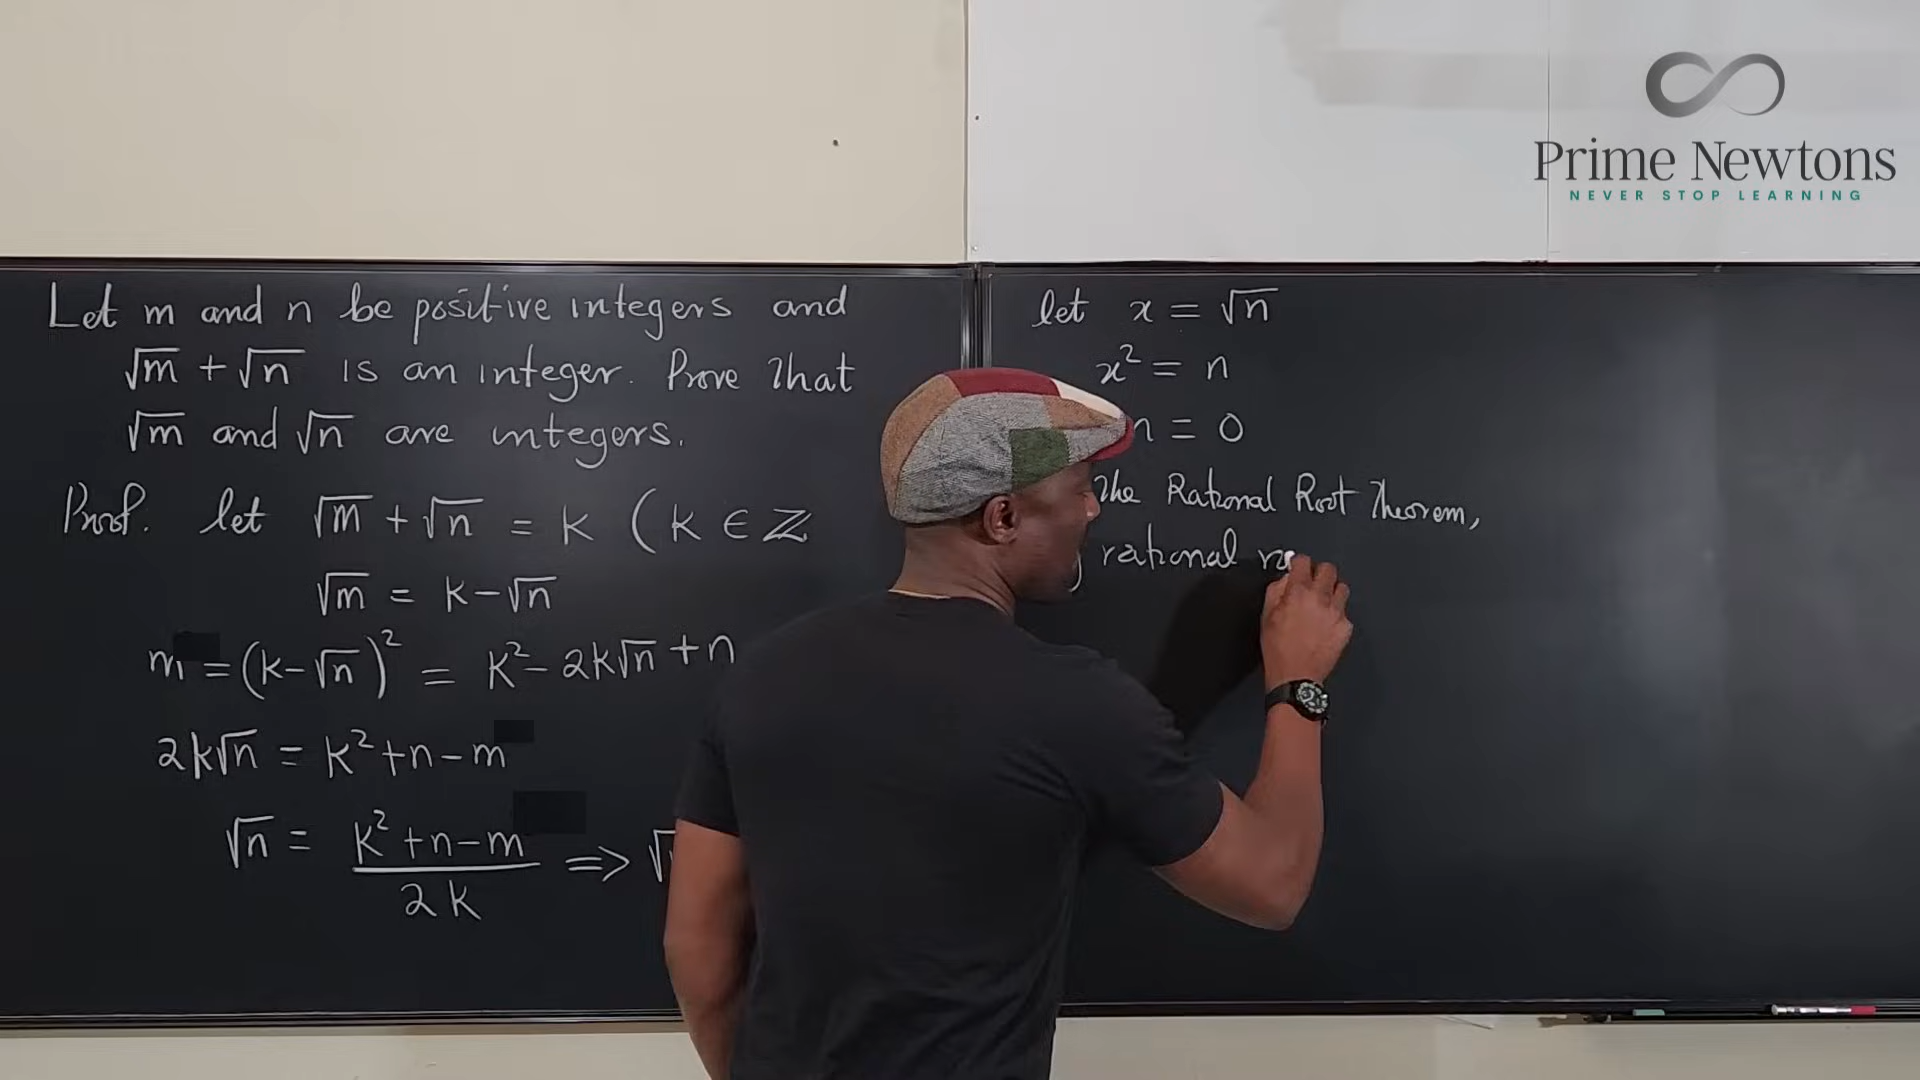 Prime Newtons
NEVER STOP LEARNING
Let m and n be positive integers and
√m + √n is an integer. Prove that
√m and √n are integers.
Proof. let √m + √n = k (k ∈ ℤ
√m = k - √n
m = (k - √n)² = k² - 2k√n + n
2k√n = k² + n - m
√n = (k² + n - m) / 2k ⟹
let x = √n
x² = n
n = 0
the Rational Root Theorem,
rational